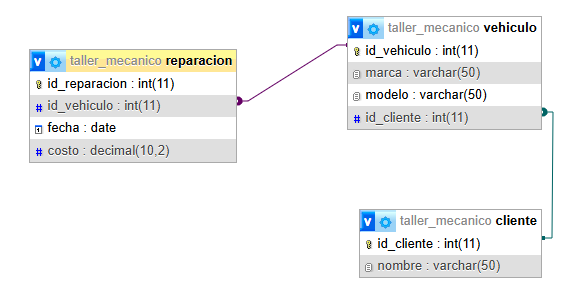 taller_mecanico reparacion
id_reparacion : int(11)
id_vehiculo : int(11)
fecha : date
costo : decimal(10,2)
taller_mecanico vehiculo
id_vehiculo : int(11)
marca : varchar(50)
modelo : varchar(50)
id_cliente : int(11)
taller_mecanico cliente
id_cliente : int(11)
nombre : varchar(50)